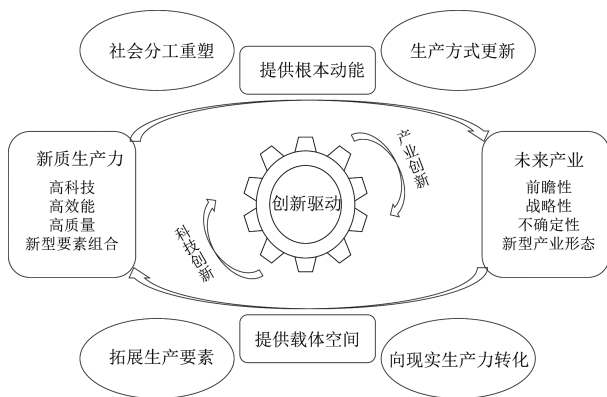 社会分工重塑
生产方式更新
提供根本动能
新质生产力
高科技
高效能
高质量
新型要素组合
产业创新
创新驱动
科技创新
未来产业
前瞻性
战略性
不确定性
新型产业形态
提供载体空间
拓展生产要素
向现实生产力转化